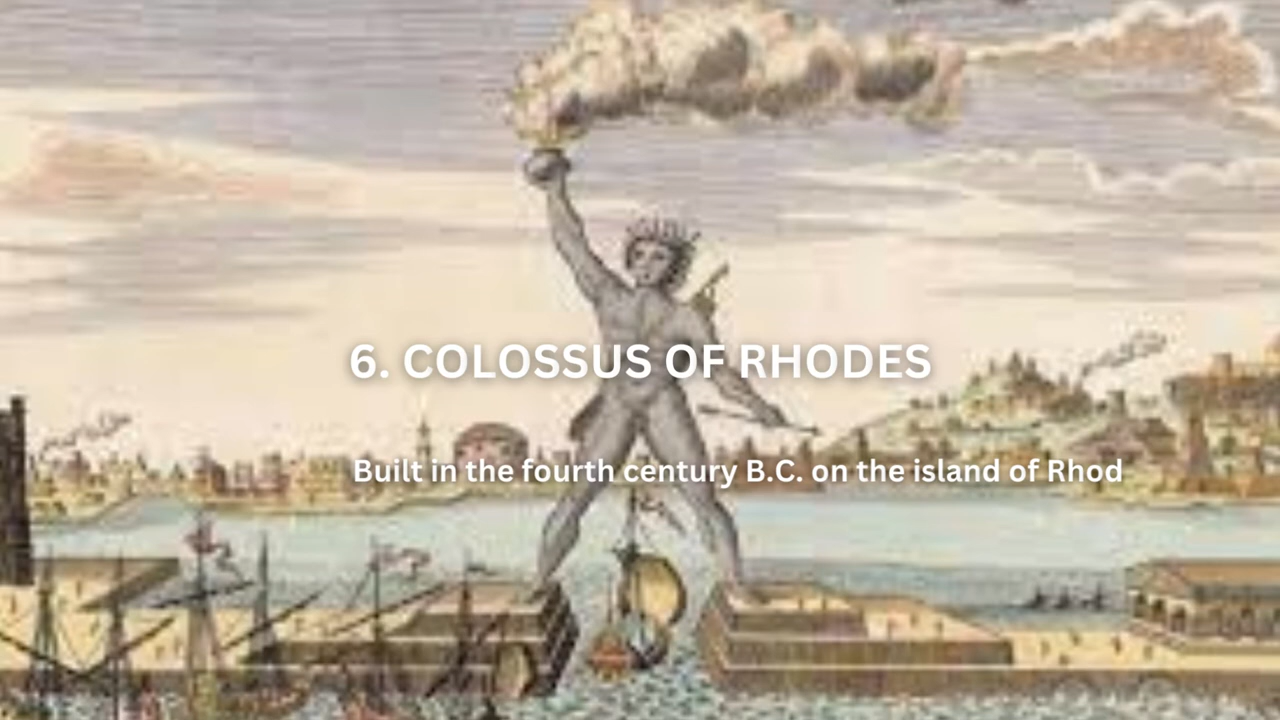 6. COLOSSUS OF RHODES
Built in the fourth century B.C. on the island of Rhod